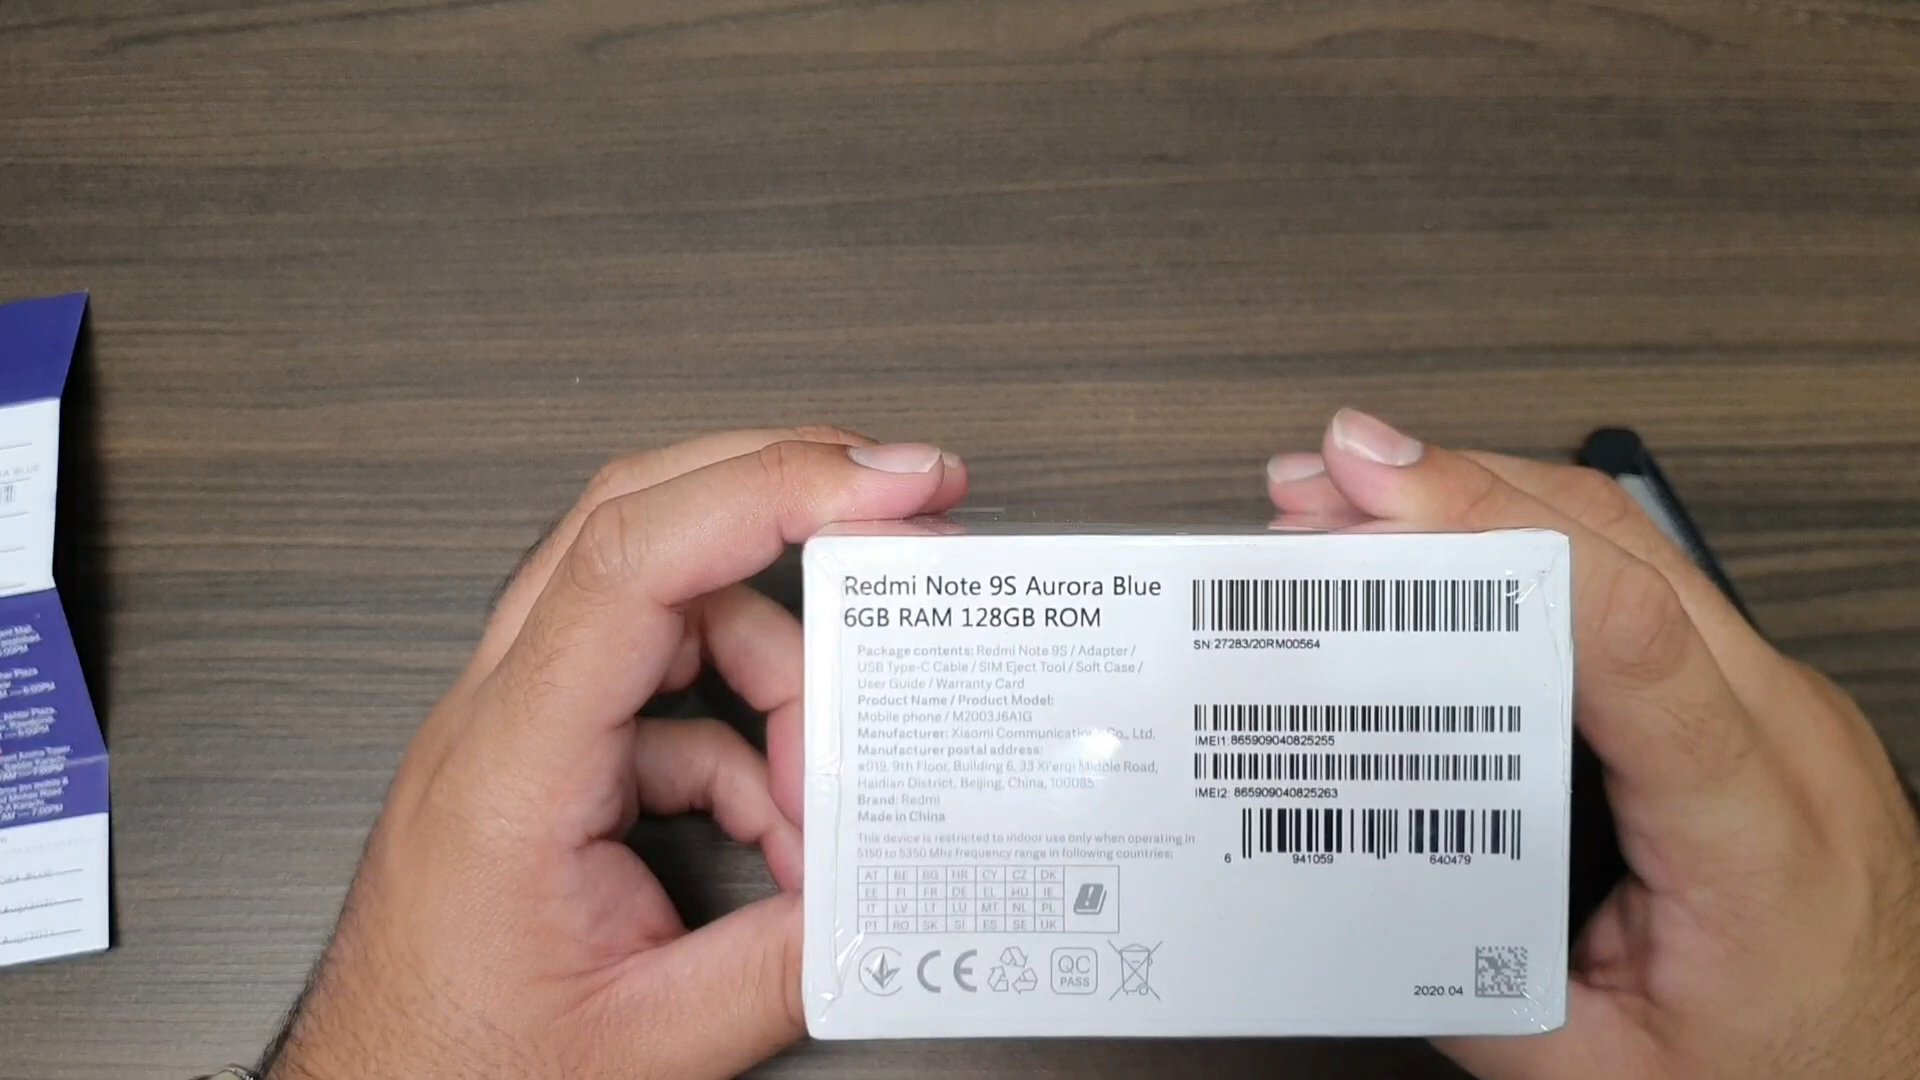 Redmi Note 9S Aurora Blue
6GB RAM 128GB ROM
Package contents: Redmi Note 9S / Adapter /
USB Type-C Cable / SIM Eject Tool / Soft Case /
User Guide / Warranty Card
Product Name / Product Model:
Mobile phone / M2003J6A1G
Manufacturer: Xiaomi Communications Co., Ltd.
Manufacturer postal address:
#019, 9th Floor, Building 6, 33 Xi'erqi Middle Road,
Haidian District, Beijing, China, 100085
Brand: Redmi
Made in China
This device is restricted to indoor use only when operating in
5150 to 5350 Mhz frequency range in following countries:
AT BE BG HR CY CZ DK
EE FI FR DE EL HU IE
IT LV LT LU MT NL PL
PT RO SK SI ES SE UK
CE
QC
PASS
SN:27283/20RM00564
IMEI1:865909040825255
IMEI2: 865909040825263
6 941059 640479
2020.04
BLUE